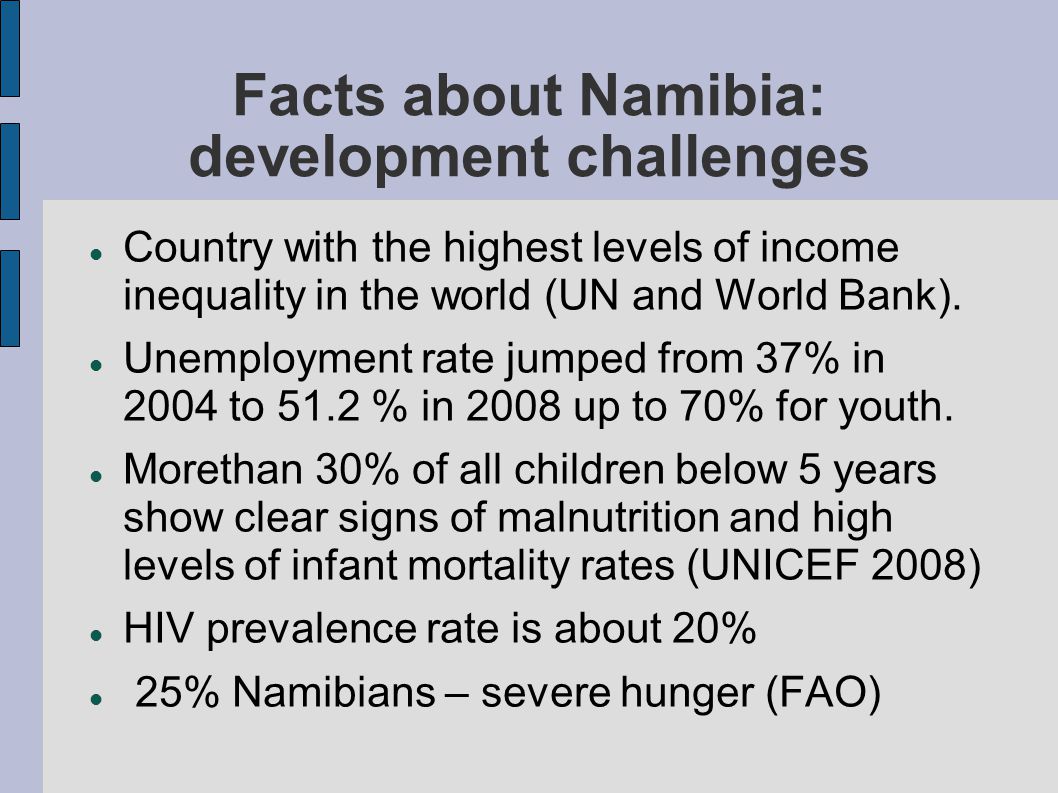 Facts about Namibia:
development challenges
● Country with the highest levels of income
inequality in the world (UN and World Bank).
● Unemployment rate jumped from 37% in
2004 to 51.2 % in 2008 up to 70% for youth.
● Morethan 30% of all children below 5 years
show clear signs of malnutrition and high
levels of infant mortality rates (UNICEF 2008)
● HIV prevalence rate is about 20%
● 25% Namibians – severe hunger (FAO)